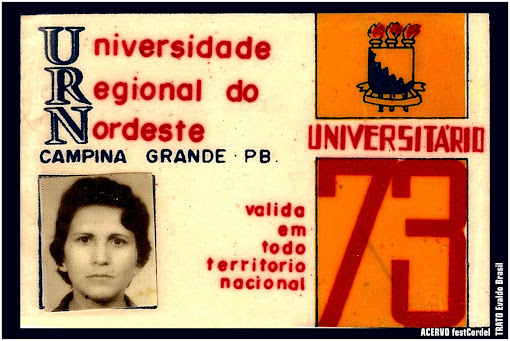 Universidade
Regional do
Nordeste
CAMPINA GRANDE · PB.
UNIVERSITÁRIO
73
valida
em
todo
territorio
nacional
ACERVO festCordel
TRATO Evaldo Brasil